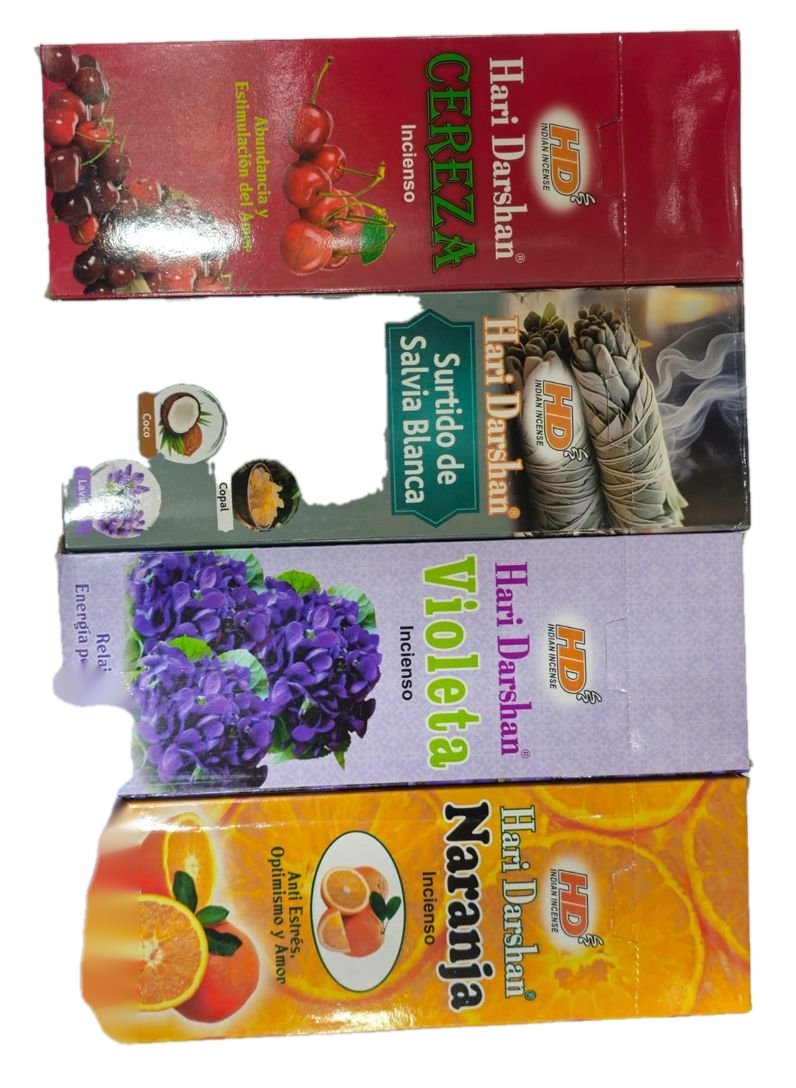 HD
INDIAN INCENSE
Hari Darshan®
CEREZA
Incienso
Abundancia y
Estimulación del Amor
HD
INDIAN INCENSE
Hari Darshan®
Surtido de
Salvia Blanca
Copal
Coco
HD
INDIAN INCENSE
Hari Darshan®
Violeta
Incienso
HD
INDIAN INCENSE
Hari Darshan®
Naranja
Incienso
Anti Estrés,
Optimismo y Amor